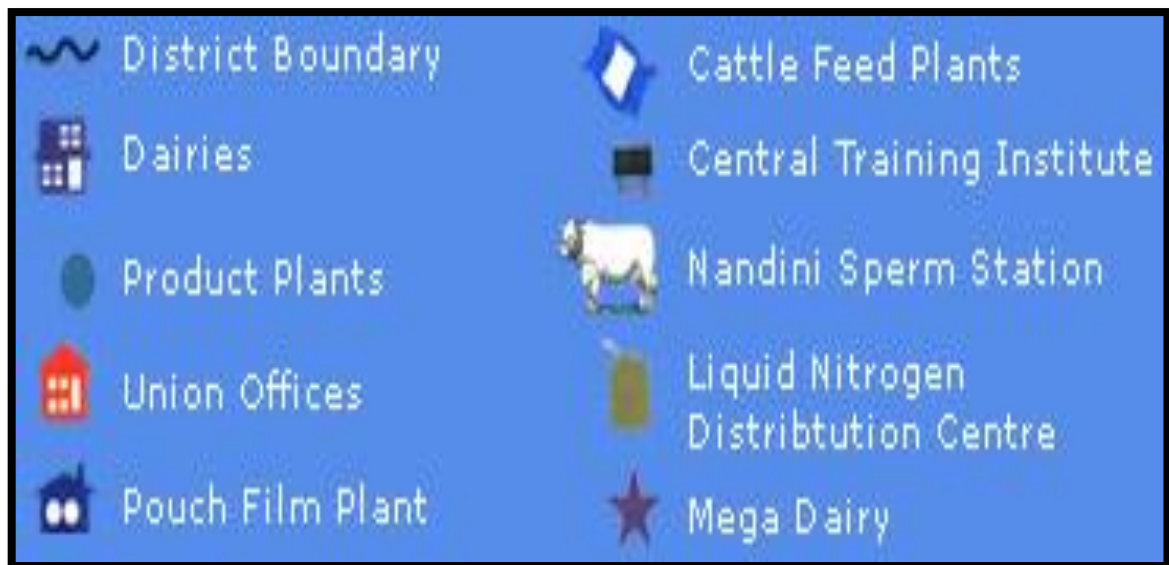 District Boundary
Dairies
Product Plants
Union Offices
Pouch Film Plant
Cattle Feed Plants
Central Training Institute
Nandini Sperm Station
Liquid Nitrogen
Distribtution Centre
Mega Dairy